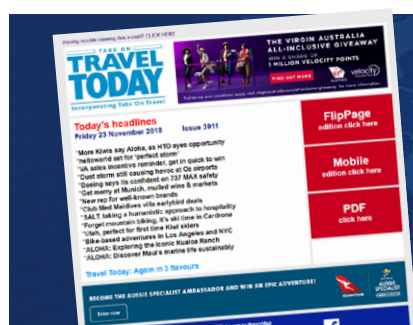 Having trouble viewing this email? CLICK HERE
TAKE ON
TRAVEL
TODAY
Incorporating Take On Travel
THE VIRGIN AUSTRALIA
ALL-INCLUSIVE GIVEAWAY
WIN A SHARE OF
1 MILLION VELOCITY POINTS
FIND OUT MORE
velocity
Today's headlines
Friday 23 November 2018 Issue 3911
*More Kiwis say Aloha, as HTO eyes opportunity
*helloworld set for 'perfect storm'
*VA sales incentive reminder, get in quick to win
*Dust storm still causing havoc at Oz airports
*Boeing says its confident on 737 MAX safety
*Get merry at Munich, mulled wine & markets
*New rep for well-known brands
*Club Med Maldives villa earlybird deals
*SALT, taking a humanistic approach to hospitality
*Forget mountain biking, it's ski time in Cardrona
*Utah, perfect for first time Kiwi skiers
*Bike-based adventures in Los Angeles and NYC
*ALOHA: Exploring the iconic Kualoa Ranch
*ALOHA: Discover Maui's marine life sustainably
Travel Today: Again in 3 flavours
FlipPage
edition click here
Mobile
edition click here
PDF
click here
BECOME THE AUSSIE SPECIALIST AMBASSADOR AND WIN AN EPIC ADVENTURE!
Enter now
QANTAS
AUSSIE
SPECIALIST